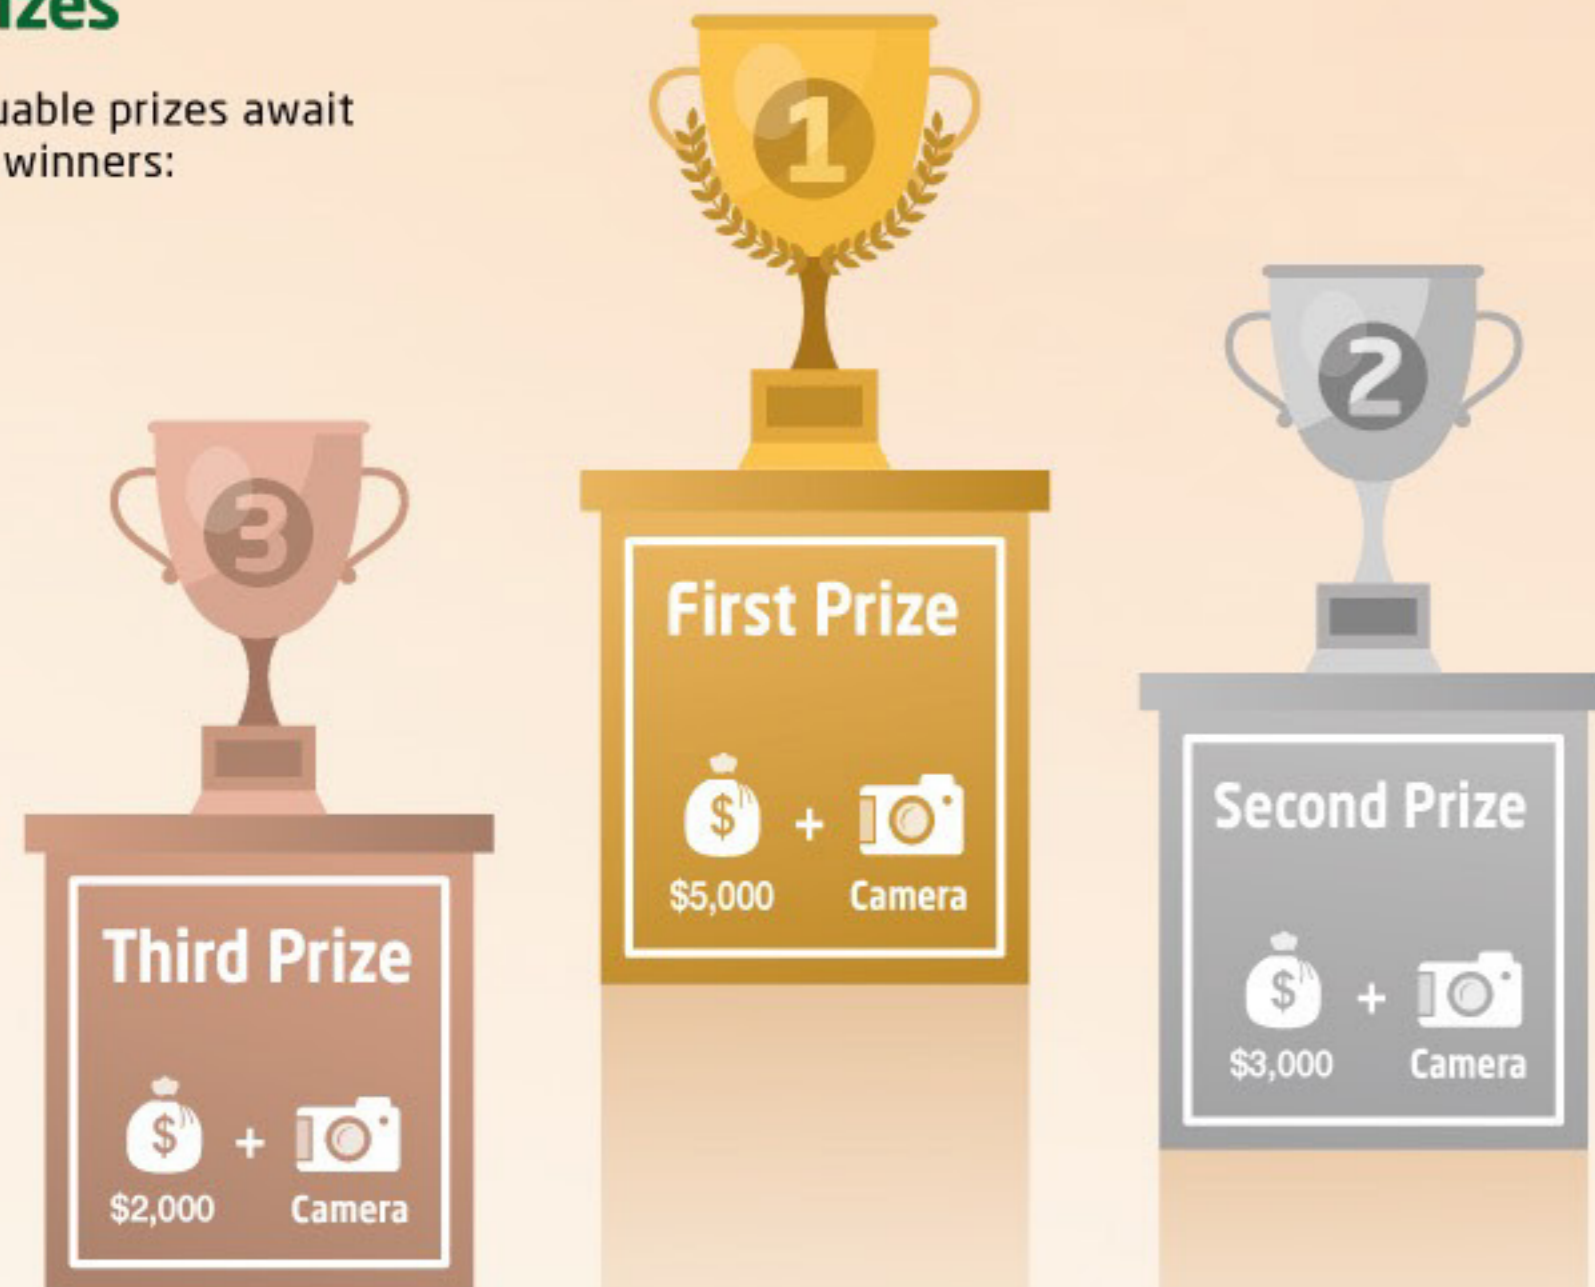 izes
uable prizes await
winners:
1
First Prize
$
+
$5,000
Camera
2
Second Prize
$
+
$3,000
Camera
3
Third Prize
$
+
$2,000
Camera